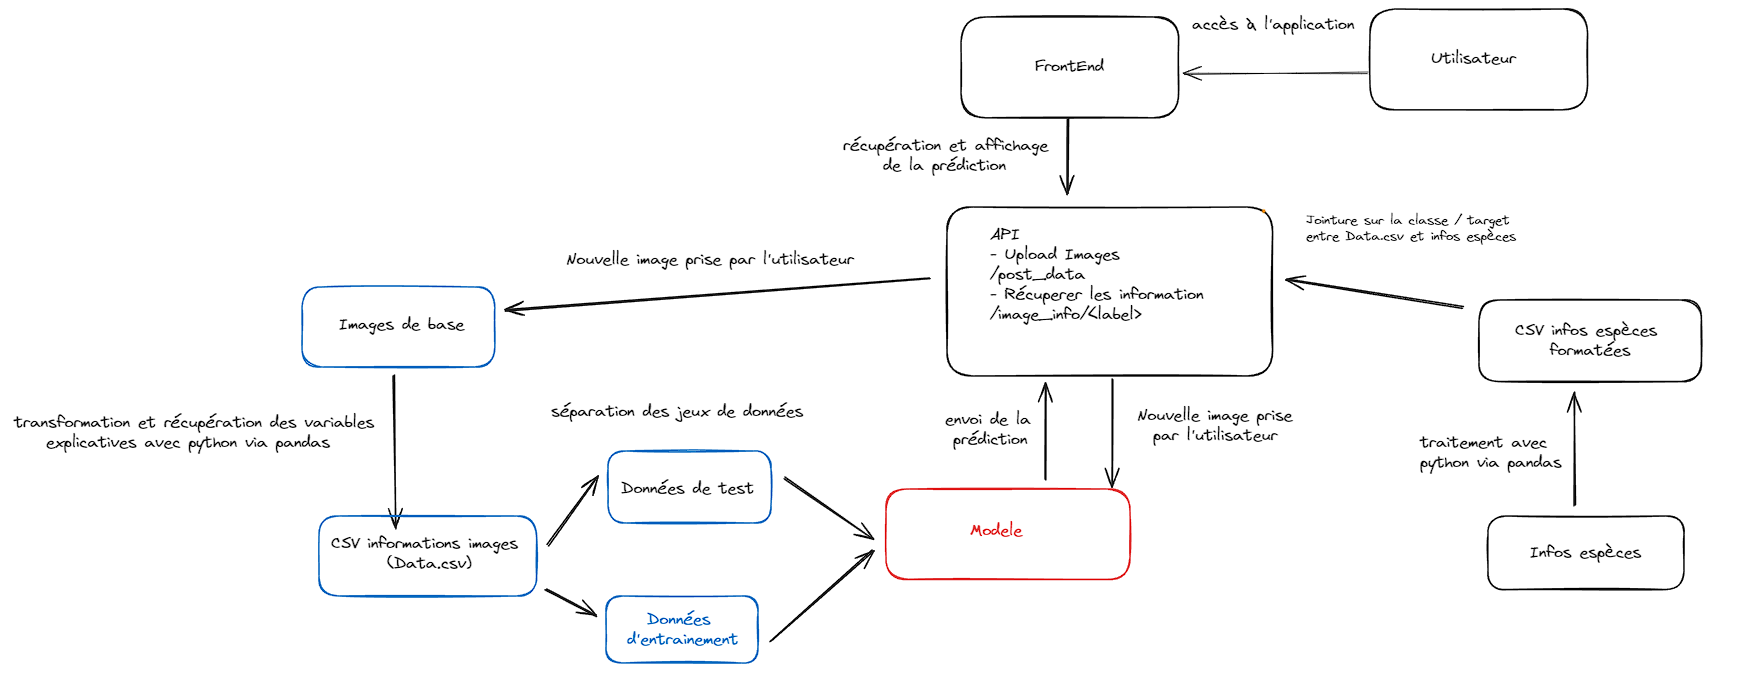 accès à l'application
Utilisateur
FrontEnd
récupération et affichage
de la prédiction
API
- Upload Images
/post_data
- Récuperer les information
/image_info/<label>
Jointure sur la classe / target
entre Data.csv et infos espèces
Nouvelle image prise par l'utilisateur
Images de base
CSV infos espèces
formatées
transformation et récupération des variables
explicatives avec python via pandas
séparation des jeux de données
envoi de la
prédiction
Nouvelle image prise
par l'utilisateur
traitement avec
python via pandas
Données de test
CSV informations images
(Data.csv)
Modele
Infos espèces
Données
d'entrainement